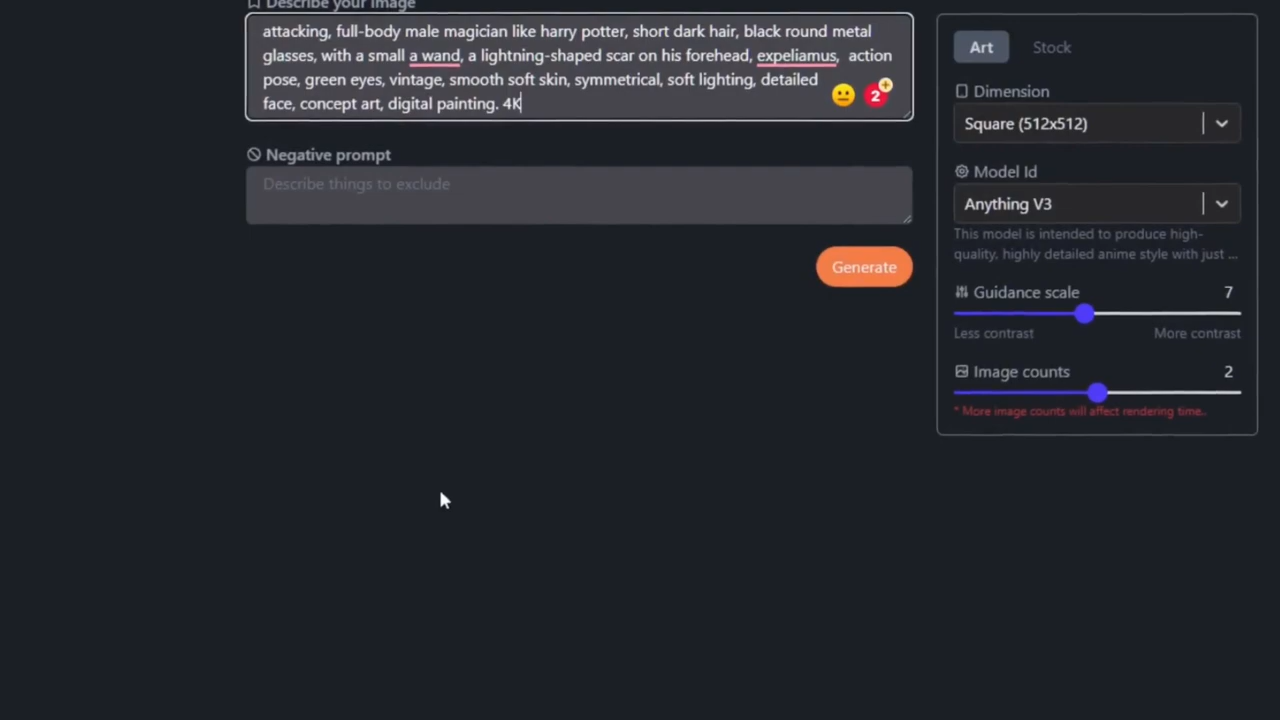 Describe your image
attacking, full-body male magician like harry potter, short dark hair, black round metal
glasses, with a small a wand, a lightning-shaped scar on his forehead, expeliamus, action
pose, green eyes, vintage, smooth soft skin, symmetrical, soft lighting, detailed
face, concept art, digital painting. 4K
2
Negative prompt
Describe things to exclude
Generate
Art Stock
Dimension
Square (512x512)
Model Id
Anything V3
This model is intended to produce high-
quality, highly detailed anime style with just ...
Guidance scale 7
Less contrast More contrast
Image counts 2
* More image counts will affect rendering time..